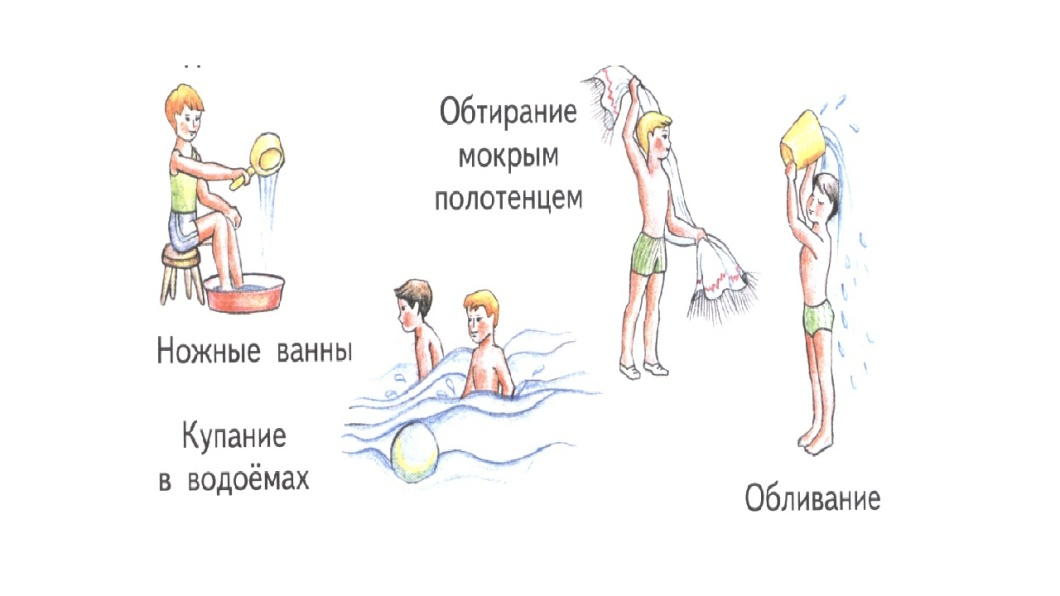 Обтирание
мокрым
полотенцем
Ножные ванны
Купание
в водоёмах
Обливание